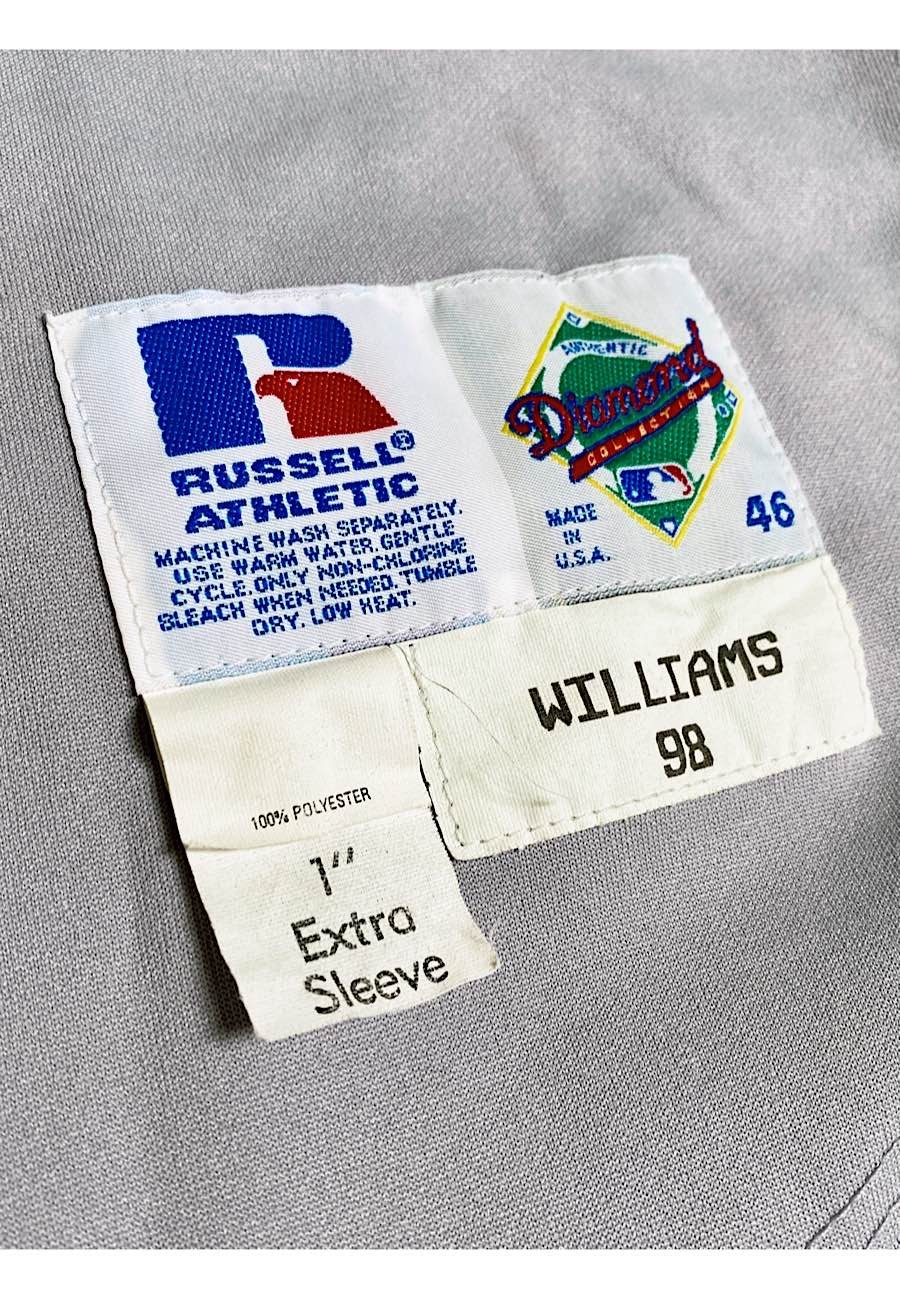 RUSSELL®
ATHLETIC
MACHINE WASH SEPARATELY.
USE WARM WATER. GENTLE
CYCLE. ONLY NON-CHLORINE
BLEACH WHEN NEEDED. TUMBLE
DRY. LOW HEAT.
AUTHENTIC
Diamond
COLLECTION
MADE
IN
U.S.A.
46
WILLIAMS
98
100% POLYESTER
1"
Extra
Sleeve